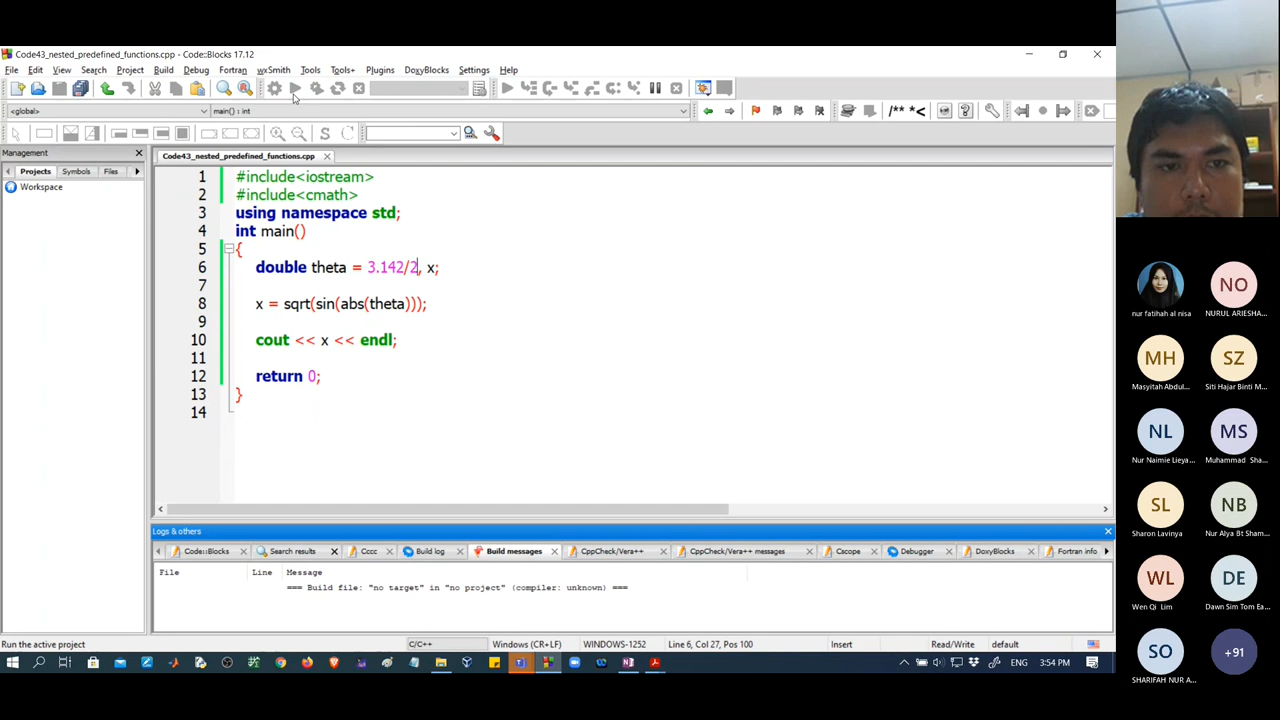 Code43_nested_predefined_functions.cpp - Code::Blocks 17.12
File Edit View Search Project Build Debug Fortran wxSmith Tools Tools+ Plugins DoxyBlocks Settings Help
<global> main() : int
/** *<
S C
Management
Projects Symbols Files
Workspace
Code43_nested_predefined_functions.cpp
1 #include<iostream>
2 #include<cmath>
3 using namespace std;
4 int main()
5 {
6 double theta = 3.142/2, x;
7
8 x = sqrt(sin(abs(theta)));
9
10 cout << x << endl;
11
12 return 0;
13 }
14
Logs & others
Code::Blocks Search results Cccc Build log Build messages CppCheck/Vera++ CppCheck/Vera++ messages Cscope Debugger DoxyBlocks Fortran info
File Line Message
=== Build file: "no target" in "no project" (compiler: unknown) ===
Run the active project C/C++ Windows (CR+LF) WINDOWS-1252 Line 6, Col 27, Pos 100 Insert Read/Write default
ENG 3:54 PM
nur fatihah al nisa
NO
NURUL ARIESHA...
MH
Masyitah Abdul...
SZ
Siti Hajar Binti M...
NL
Nur Naimie Lieya...
MS
Muhammad Sha...
SL
Sharon Lavinya
NB
Nur Alya Bt Sham...
WL
Wen Qi Lim
DE
Dawn Sim Tom Ea...
SO
SHARIFAH NUR A...
+91